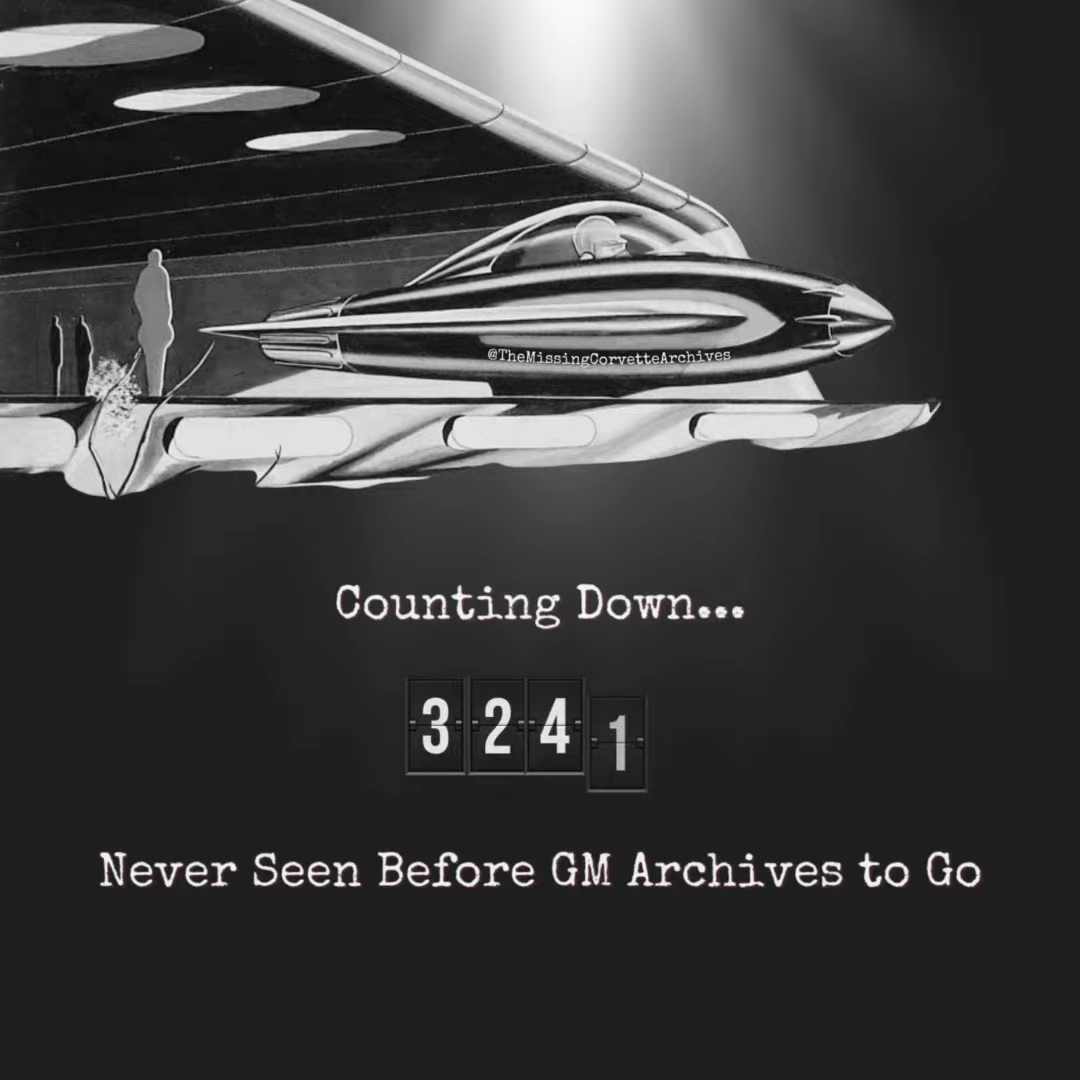 @TheMissingCorvetteArchives
Counting Down...
3241
Never Seen Before GM Archives to Go